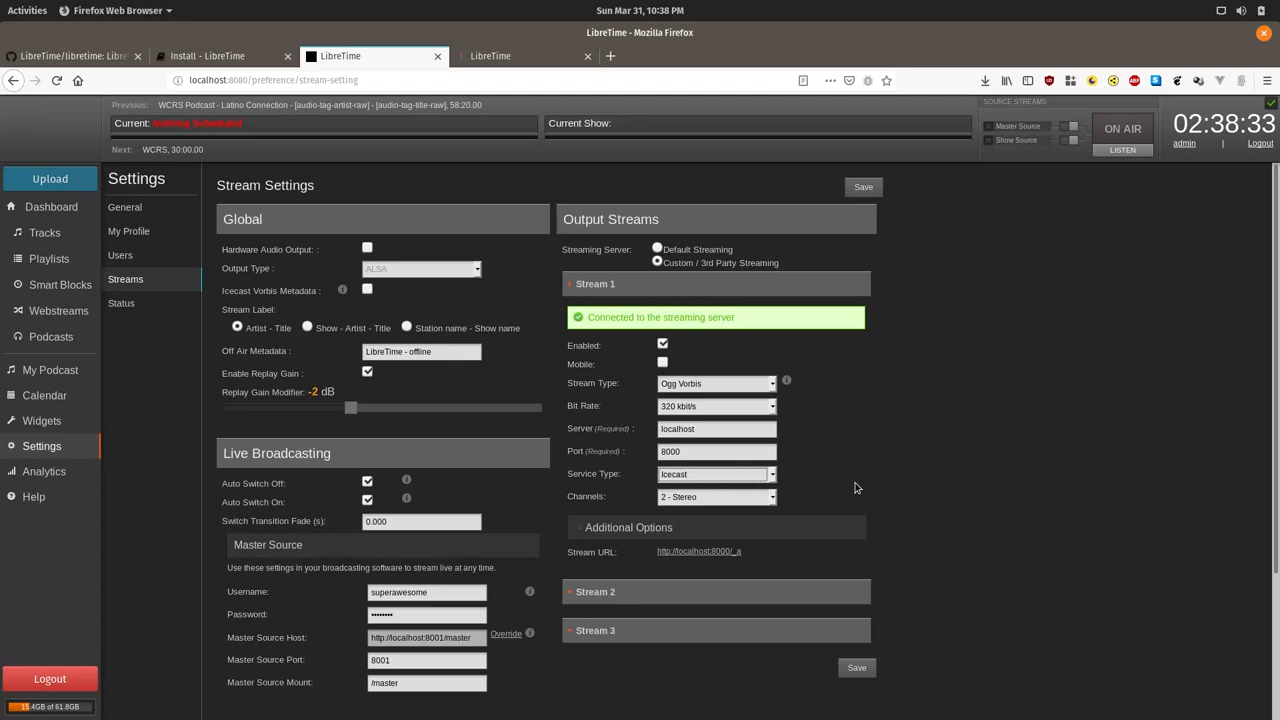 Activities
Firefox Web Browser
Sun Mar 31, 10:38 PM
LibreTime - Mozilla Firefox
LibreTime/libretime: Libre
Install - LibreTime
LibreTime
LibreTime
localhost:8080/preference/stream-setting
Previous: WCRS Podcast - Latino Connection - [audio-tag-artist-raw] - [audio-tag-title-raw], 58:20.00
Current: Nothing Scheduled
Current Show:
Next: WCRS, 30:00.00
SOURCE STREAMS
Master Source
Show Source
ON AIR
LISTEN
02:38:33
admin | Logout
Upload
Dashboard
Tracks
Playlists
Smart Blocks
Webstreams
Podcasts
My Podcast
Calendar
Widgets
Settings
Analytics
Help
Logout
15.4GB of 61.8GB
Settings
General
My Profile
Users
Streams
Status
Stream Settings
Save
Global
Hardware Audio Output: :
Output Type : ALSA
Icecast Vorbis Metadata :
Stream Label:
Artist - Title Show - Artist - Title Station name - Show name
Off Air Metadata : LibreTime - offline
Enable Replay Gain :
Replay Gain Modifier: -2 dB
Live Broadcasting
Auto Switch Off:
Auto Switch On:
Switch Transition Fade (s): 0.000
Master Source
Use these settings in your broadcasting software to stream live at any time.
Username: superawesome
Password: ••••••••
Master Source Host: http://localhost:8001/master Override
Master Source Port: 8001
Master Source Mount: /master
Output Streams
Streaming Server: Default Streaming
Custom / 3rd Party Streaming
Stream 1
Connected to the streaming server
Enabled:
Mobile:
Stream Type: Ogg Vorbis
Bit Rate: 320 kbit/s
Server (Required) : localhost
Port (Required) : 8000
Service Type: Icecast
Channels: 2 - Stereo
Additional Options
Stream URL: http://localhost:8000/_a
Stream 2
Stream 3
Save